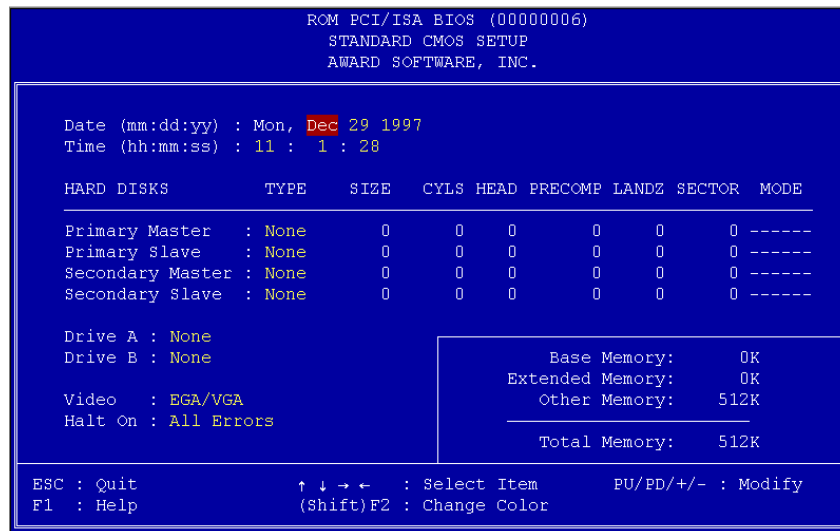 ROM PCI/ISA BIOS (00000006)
STANDARD CMOS SETUP
AWARD SOFTWARE, INC.
Date (mm:dd:yy) : Mon, Dec 29 1997
Time (hh:mm:ss) : 11 : 1 : 28
HARD DISKS TYPE SIZE CYLS HEAD PRECOMP LANDZ SECTOR MODE
Primary Master : None 0 0 0 0 0 0 ------
Primary Slave : None 0 0 0 0 0 0 ------
Secondary Master : None 0 0 0 0 0 0 ------
Secondary Slave : None 0 0 0 0 0 0 ------
Drive A : None
Drive B : None
Video : EGA/VGA
Halt On : All Errors
Base Memory: 0K
Extended Memory: 0K
Other Memory: 512K
Total Memory: 512K
ESC : Quit ↑ ↓ → ← : Select Item PU/PD/+/- : Modify
F1 : Help (Shift)F2 : Change Color